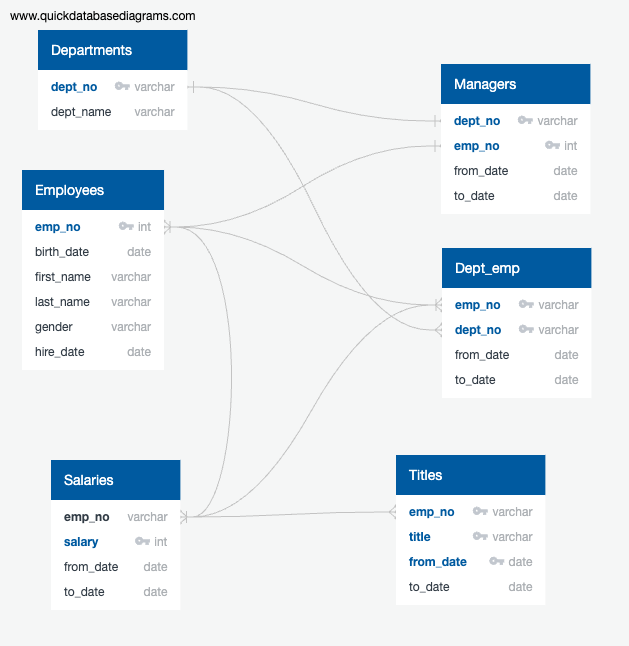 www.quickdatabasediagrams.com
Departments
dept_no varchar
dept_name varchar
Managers
dept_no varchar
emp_no int
from_date date
to_date date
Employees
emp_no int
birth_date date
first_name varchar
last_name varchar
gender varchar
hire_date date
Dept_emp
emp_no varchar
dept_no varchar
from_date date
to_date date
Salaries
emp_no varchar
salary int
from_date date
to_date date
Titles
emp_no varchar
title varchar
from_date date
to_date date